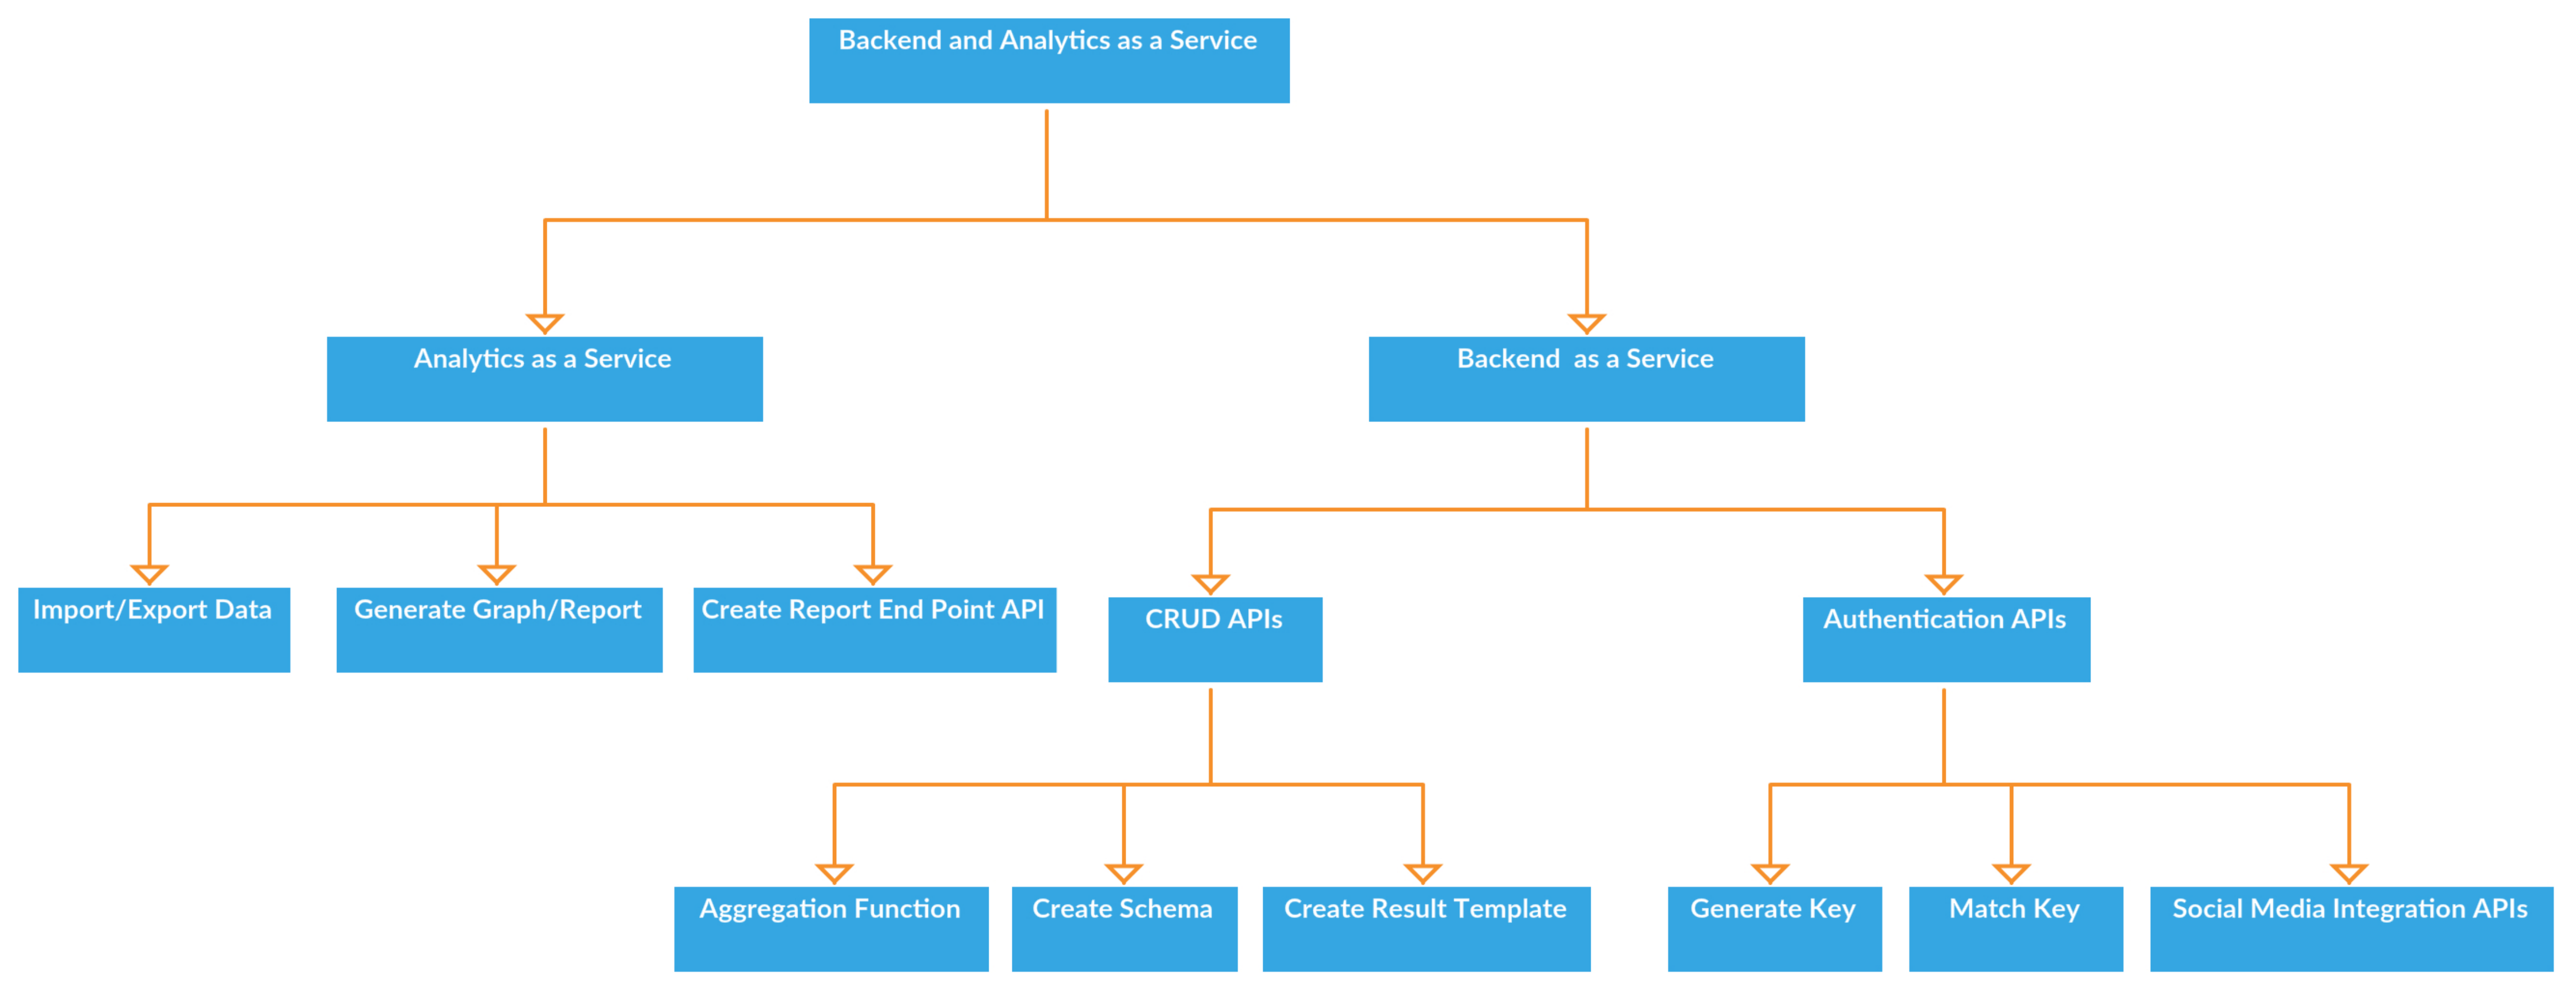 Backend and Analytics as a Service
Analytics as a Service
Backend  as a Service
Import/Export Data
Generate Graph/Report
Create Report End Point API
CRUD APIs
Authentication APIs
Aggregation Function
Create Schema
Create Result Template
Generate Key
Match Key
Social Media Integration APIs